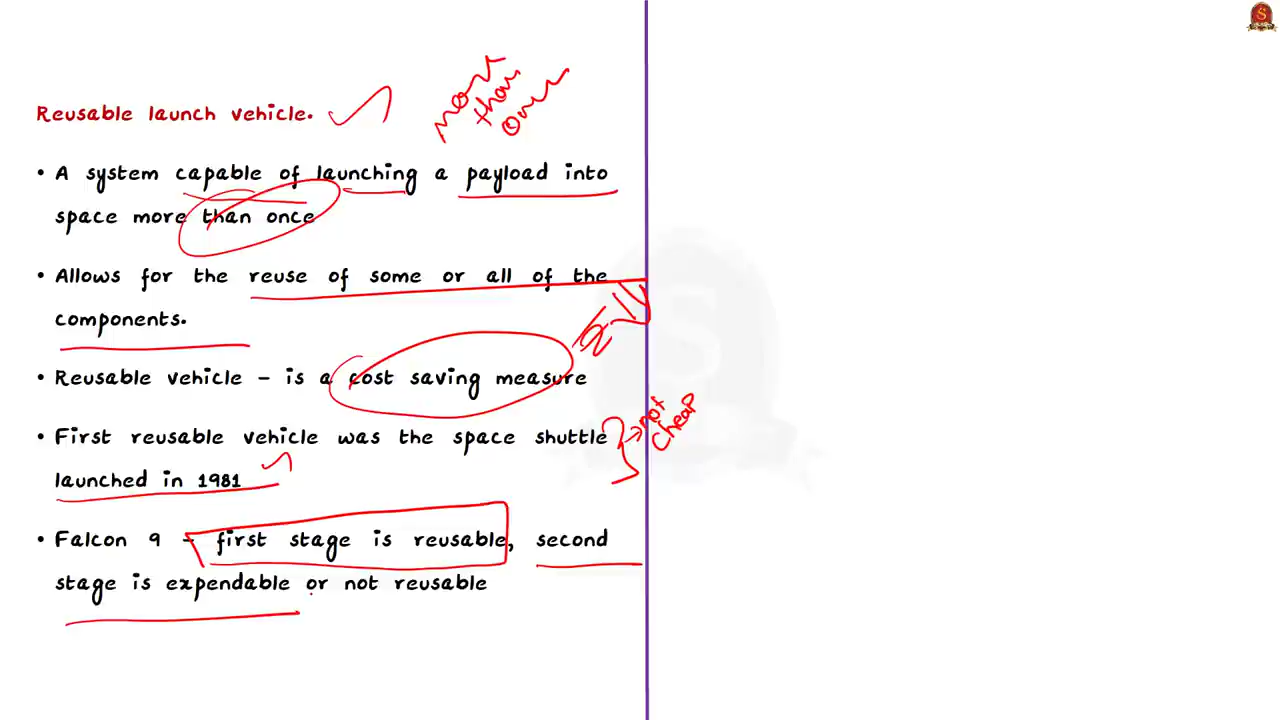 Reusable launch vehicle.
more
than
once
• A system capable of launching a payload into
space more than once
• Allows for the reuse of some or all of the
components.
• Reusable vehicle – is a cost saving measure
• First reusable vehicle was the space shuttle
launched in 1981
not
cheap
• Falcon 9 – first stage is reusable, second
stage is expendable or not reusable